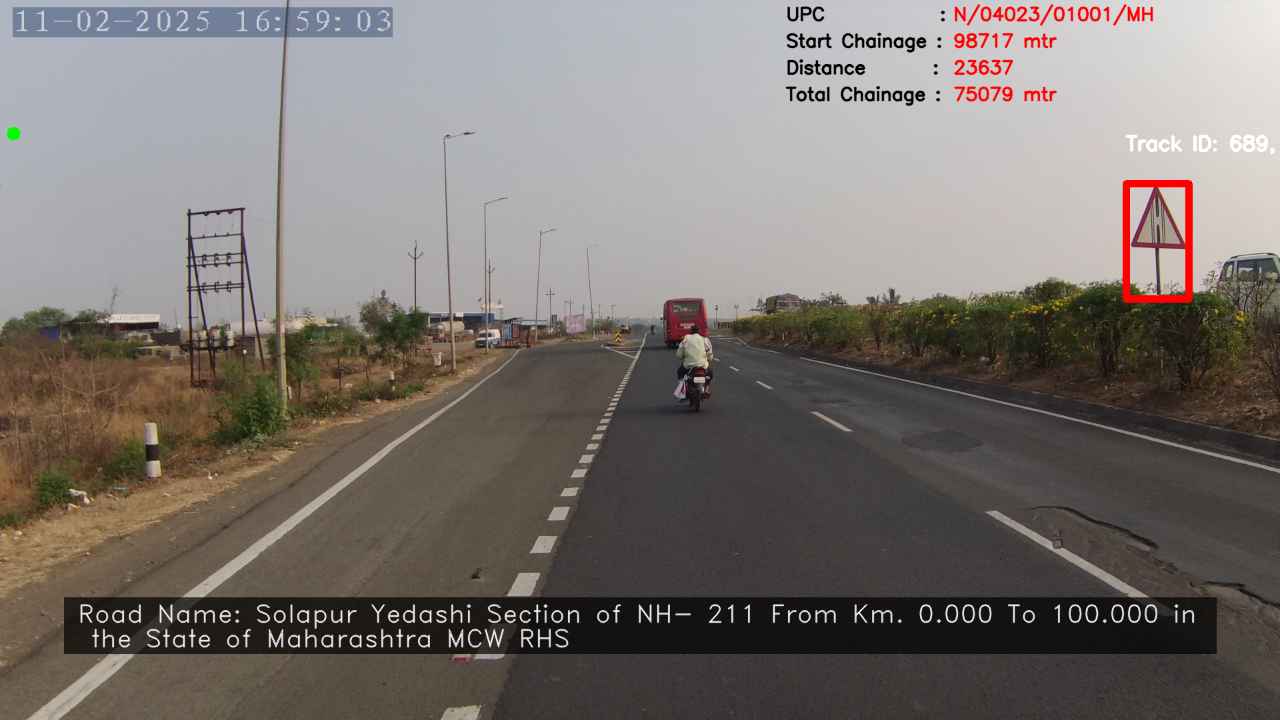 11-02-2025 16:59:03
UPC : N/04023/01001/MH
Start Chainage : 98717 mtr
Distance : 23637
Total Chainage : 75079 mtr
Track ID: 689,
Road Name: Solapur Yedashi Section of NH- 211 From Km. 0.000 To 100.000 in
the State of Maharashtra MCW RHS